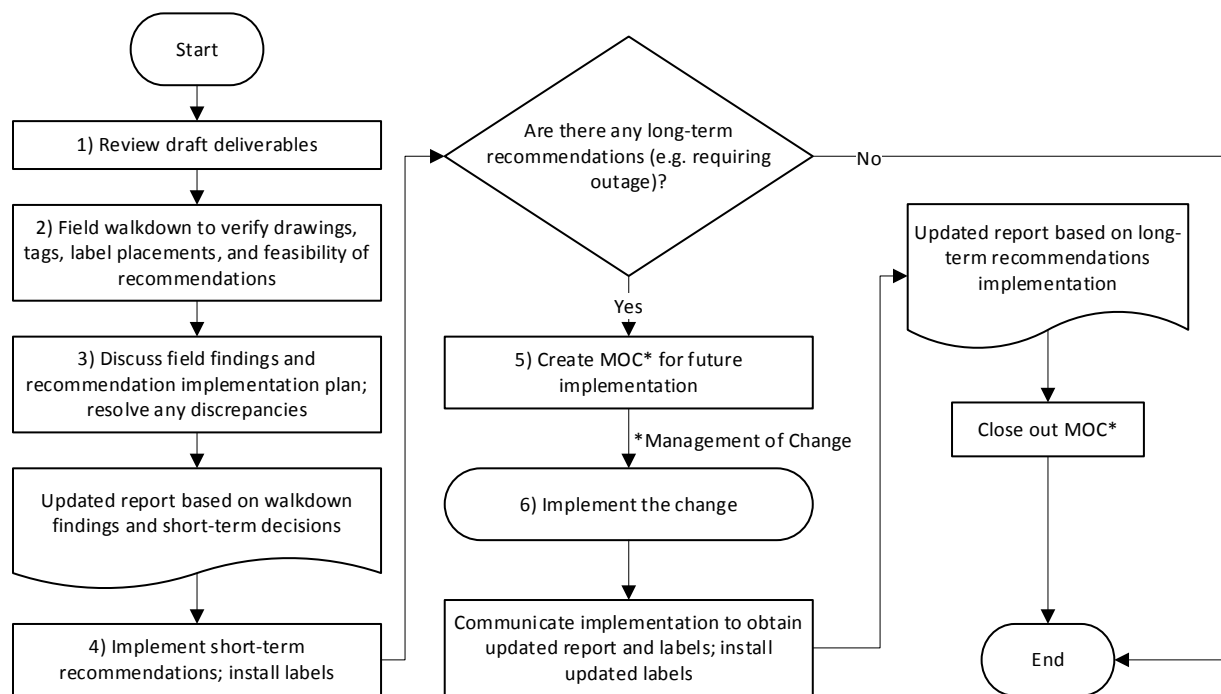 Start
1) Review draft deliverables
2) Field walkdown to verify drawings,
tags, label placements, and feasibility of
recommendations
3) Discuss field findings and
recommendation implementation plan;
resolve any discrepancies
Updated report based on walkdown
findings and short-term decisions
4) Implement short-term
recommendations; install labels
Are there any long-term
recommendations (e.g. requiring
outage)?
No
Yes
5) Create MOC* for future
implementation
*Management of Change
6) Implement the change
Communicate implementation to obtain
updated report and labels; install
updated labels
Updated report based on long-
term recommendations
implementation
Close out MOC*
End